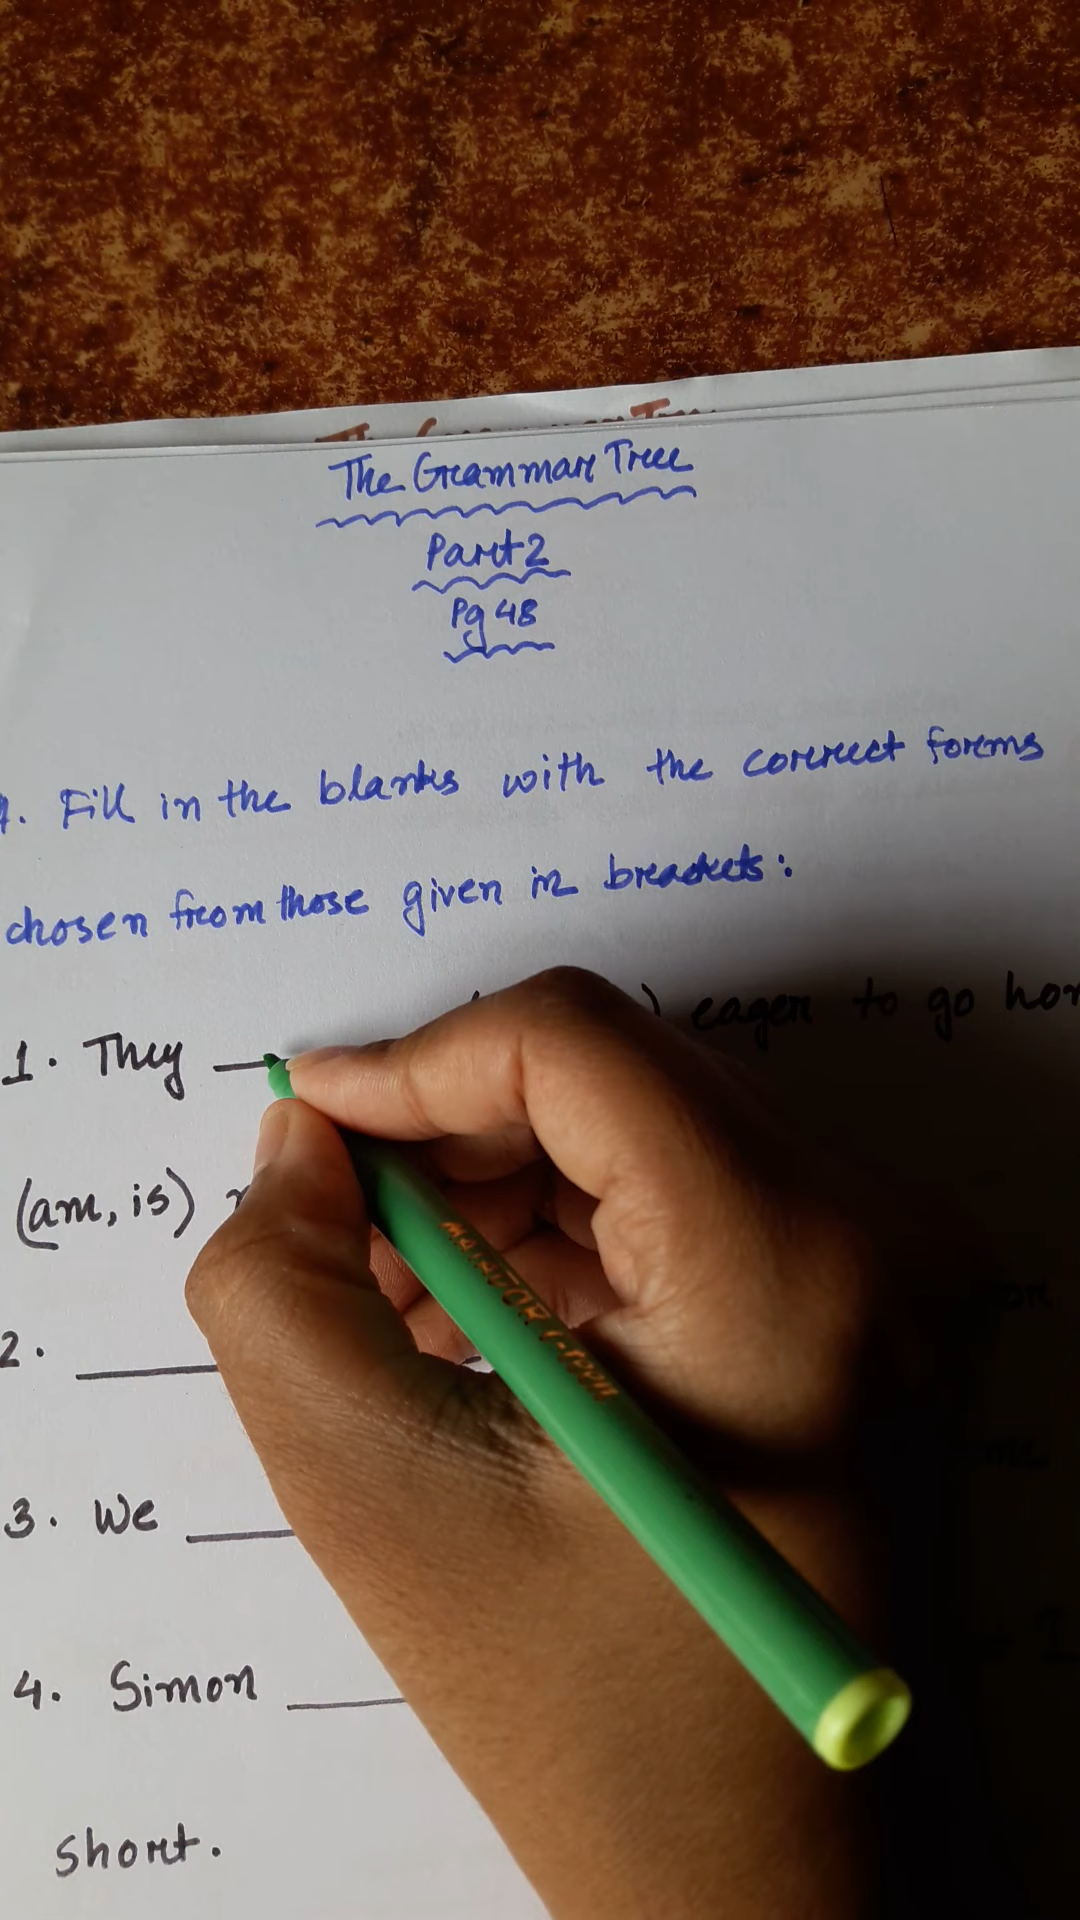 The Grammar Tree
Part 2
Pg 48
A. Fill in the blanks with the correct forms
chosen from those given in brackets:
1. They ) eager to go
(am, is)
2.
3. We
4. Simon
short.